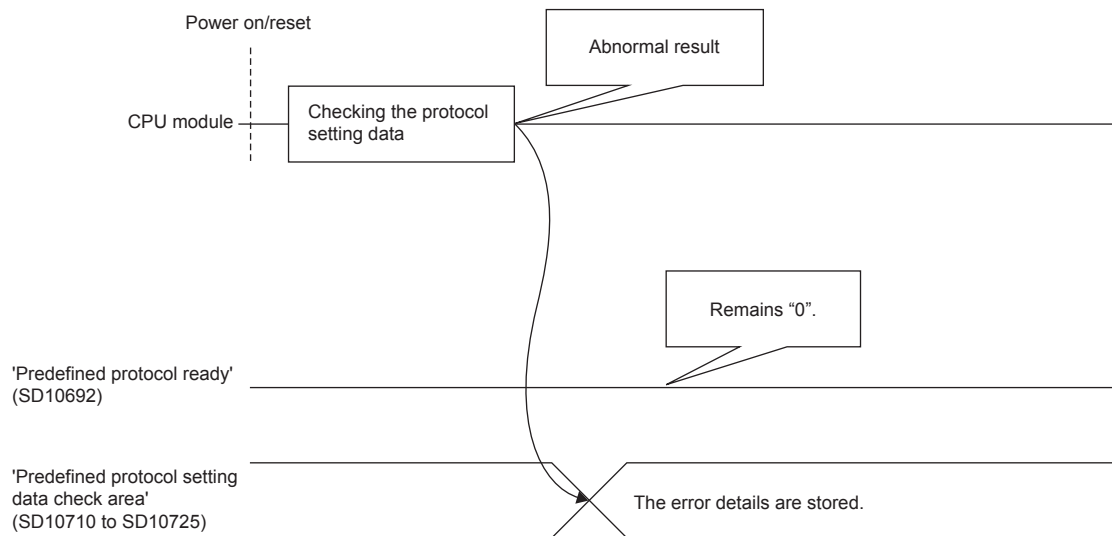 Power on/reset
Abnormal result
CPU module
Checking the protocol
setting data
Remains “0”.
'Predefined protocol ready'
(SD10692)
'Predefined protocol setting
data check area'
(SD10710 to SD10725)
The error details are stored.